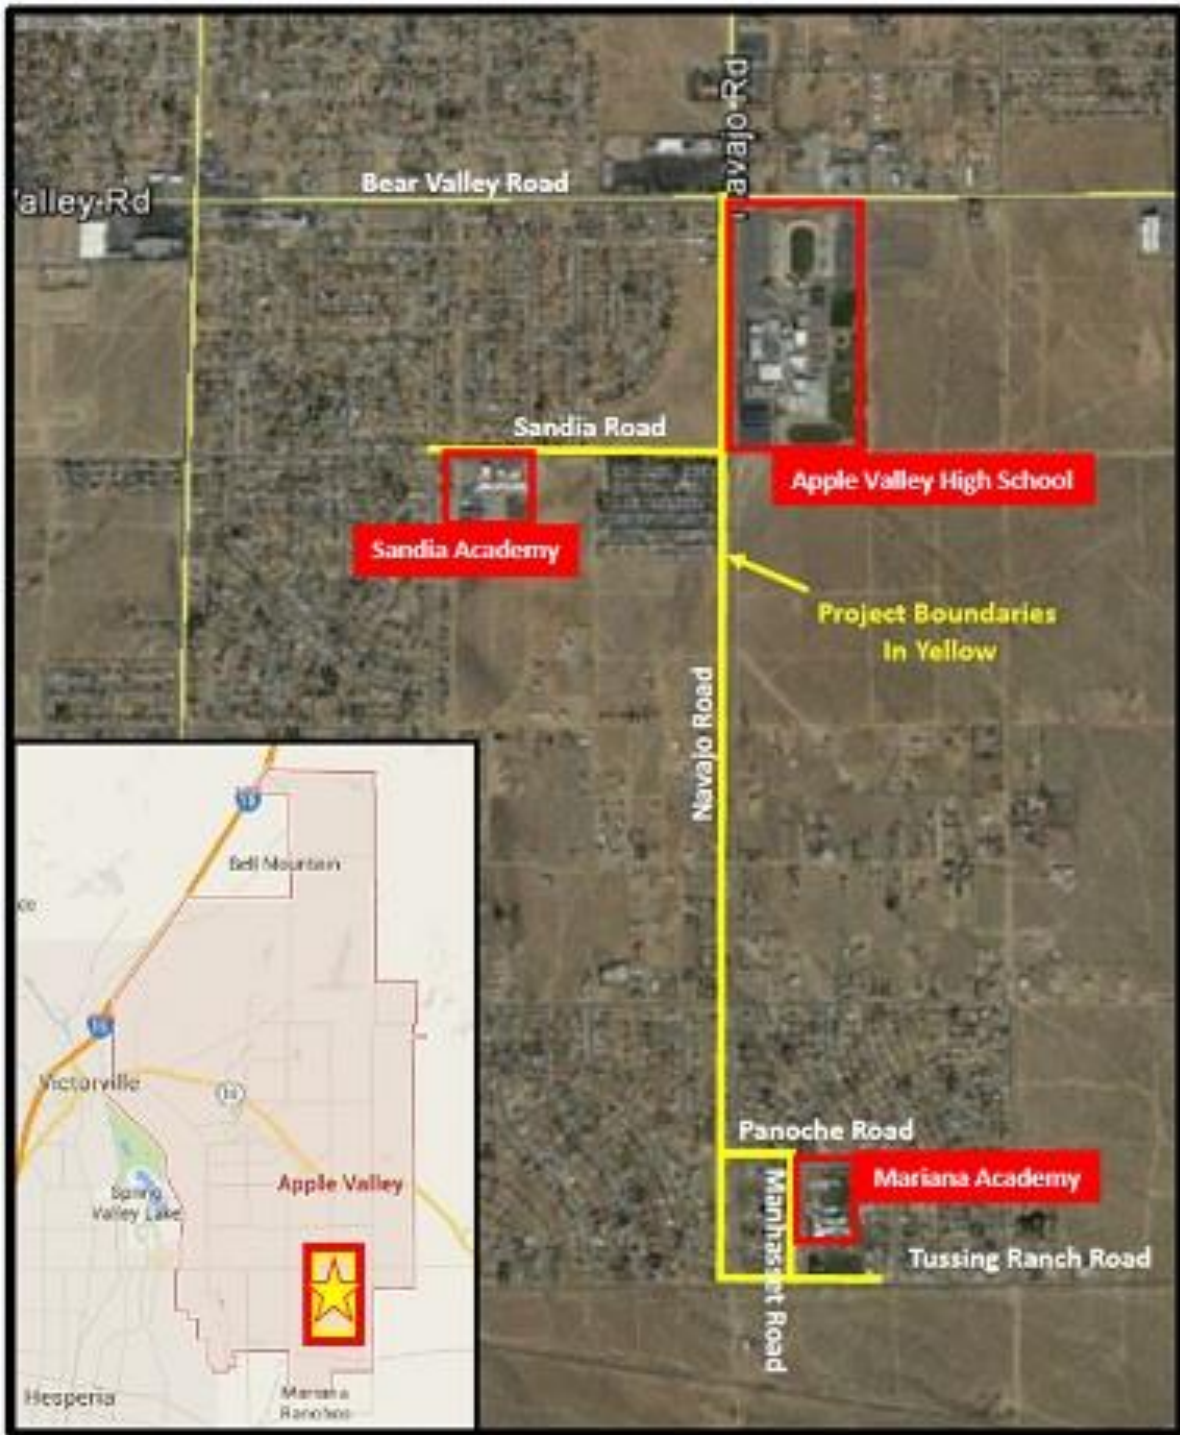 Navajo Rd
Bear Valley Road
Valley Rd
Sandia Road
Apple Valley High School
Sandia Academy
Project Boundaries
In Yellow
Navajo Road
Bell Mountain
Victorville
Apple Valley
Spring
Valley Lake
Hesperia
Mariana
Ranchos
Panoche Road
Mariana Academy
Manhasset Road
Tussing Ranch Road